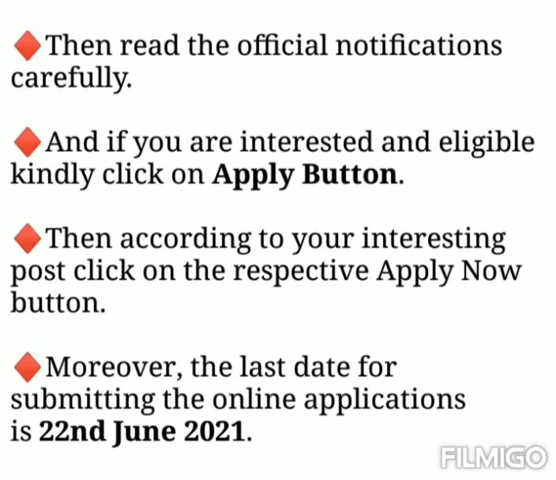 ♦Then read the official notifications
carefully.
♦And if you are interested and eligible
kindly click on Apply Button.
♦Then according to your interesting
post click on the respective Apply Now
button.
♦Moreover, the last date for
submitting the online applications
is 22nd June 2021.
FILMIGO